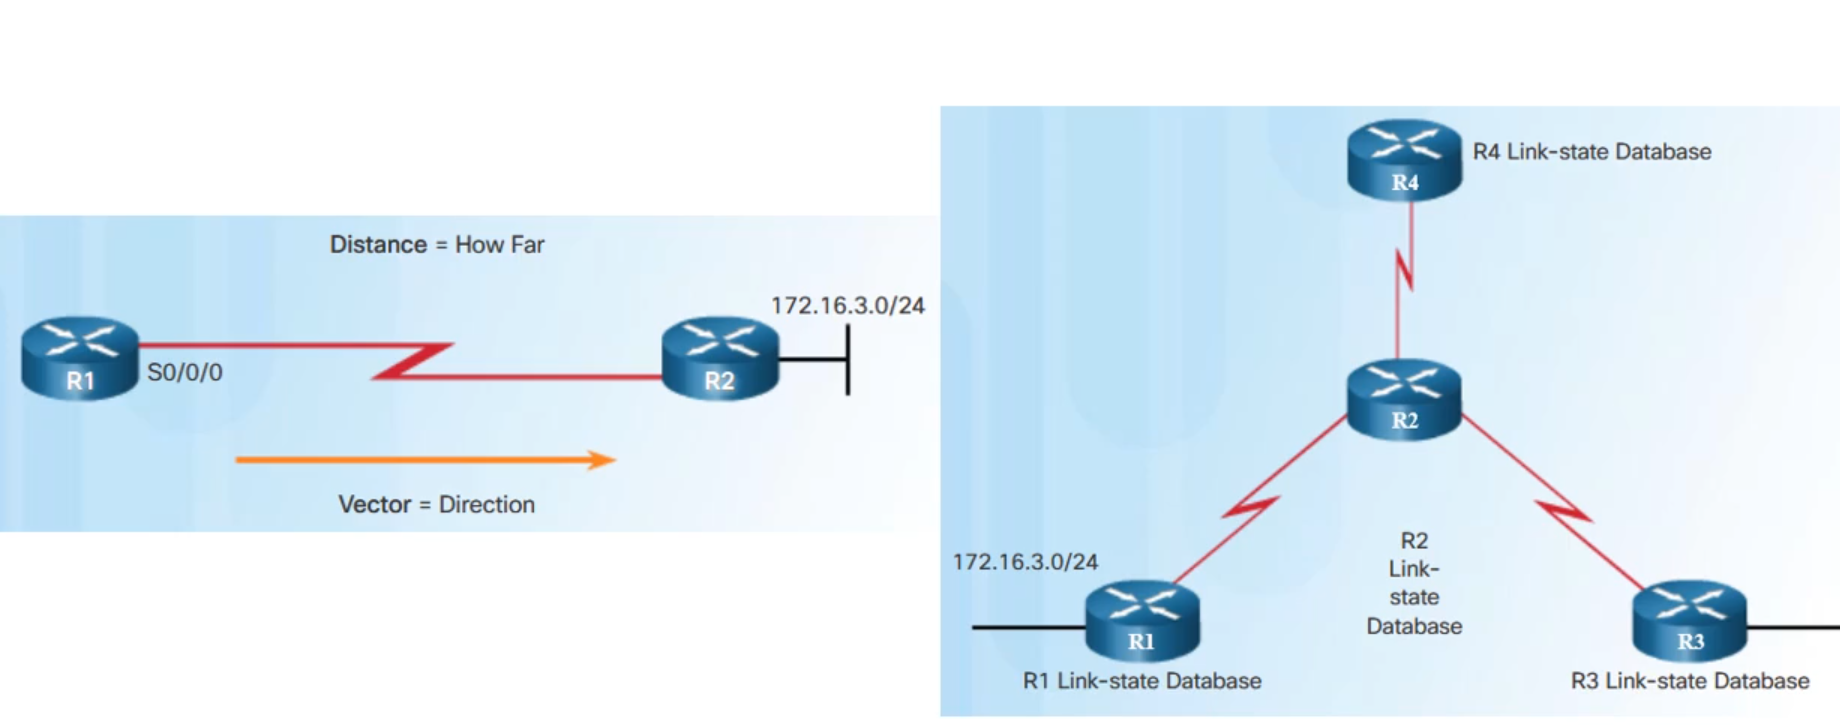 Distance = How Far
172.16.3.0/24
R1
S0/0/0
R2
Vector = Direction
R4 Link-state Database
R4
R2
R2
Link-
state
Database
172.16.3.0/24
R1
R3
R1 Link-state Database
R3 Link-state Database